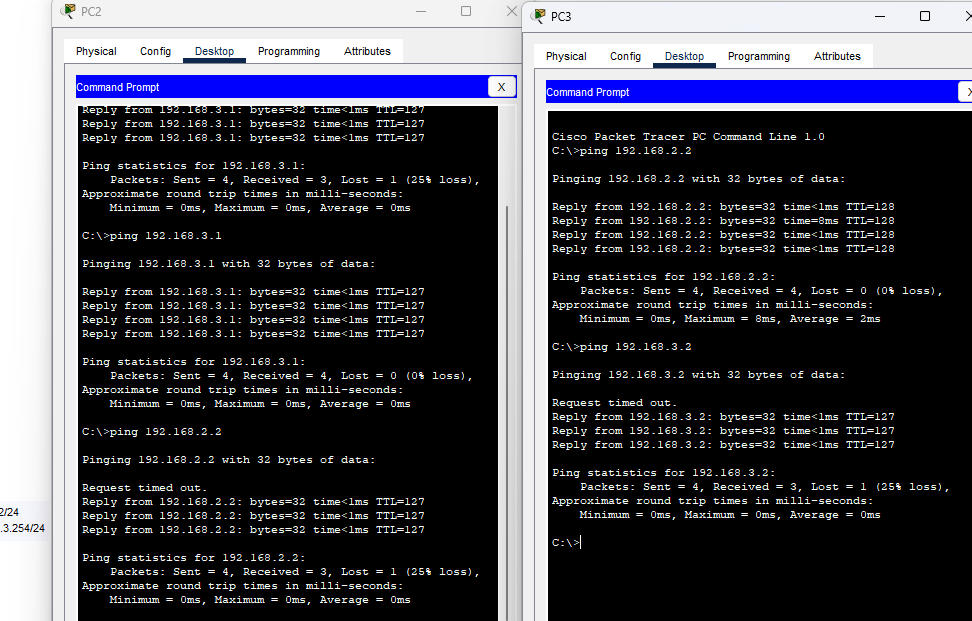 PC2
Physical Config Desktop Programming Attributes
Command Prompt
X
Reply from 192.168.3.1: bytes=32 time<1ms TTL=127
Reply from 192.168.3.1: bytes=32 time<1ms TTL=127
Reply from 192.168.3.1: bytes=32 time<1ms TTL=127
Ping statistics for 192.168.3.1:
Packets: Sent = 4, Received = 3, Lost = 1 (25% loss),
Approximate round trip times in milli-seconds:
Minimum = 0ms, Maximum = 0ms, Average = 0ms
C:\>ping 192.168.3.1
Pinging 192.168.3.1 with 32 bytes of data:
Reply from 192.168.3.1: bytes=32 time<1ms TTL=127
Reply from 192.168.3.1: bytes=32 time<1ms TTL=127
Reply from 192.168.3.1: bytes=32 time<1ms TTL=127
Reply from 192.168.3.1: bytes=32 time<1ms TTL=127
Ping statistics for 192.168.3.1:
Packets: Sent = 4, Received = 4, Lost = 0 (0% loss),
Approximate round trip times in milli-seconds:
Minimum = 0ms, Maximum = 0ms, Average = 0ms
C:\>ping 192.168.2.2
Pinging 192.168.2.2 with 32 bytes of data:
Request timed out.
Reply from 192.168.2.2: bytes=32 time<1ms TTL=127
Reply from 192.168.2.2: bytes=32 time<1ms TTL=127
Reply from 192.168.2.2: bytes=32 time<1ms TTL=127
Ping statistics for 192.168.2.2:
Packets: Sent = 4, Received = 3, Lost = 1 (25% loss),
Approximate round trip times in milli-seconds:
Minimum = 0ms, Maximum = 0ms, Average = 0ms
2/24
.3.254/24
PC3
Physical Config Desktop Programming Attributes
Command Prompt
X
Cisco Packet Tracer PC Command Line 1.0
C:\>ping 192.168.2.2
Pinging 192.168.2.2 with 32 bytes of data:
Reply from 192.168.2.2: bytes=32 time<1ms TTL=128
Reply from 192.168.2.2: bytes=32 time=8ms TTL=128
Reply from 192.168.2.2: bytes=32 time<1ms TTL=128
Reply from 192.168.2.2: bytes=32 time<1ms TTL=128
Ping statistics for 192.168.2.2:
Packets: Sent = 4, Received = 4, Lost = 0 (0% loss),
Approximate round trip times in milli-seconds:
Minimum = 0ms, Maximum = 8ms, Average = 2ms
C:\>ping 192.168.3.2
Pinging 192.168.3.2 with 32 bytes of data:
Request timed out.
Reply from 192.168.3.2: bytes=32 time<1ms TTL=127
Reply from 192.168.3.2: bytes=32 time<1ms TTL=127
Reply from 192.168.3.2: bytes=32 time<1ms TTL=127
Ping statistics for 192.168.3.2:
Packets: Sent = 4, Received = 3, Lost = 1 (25% loss),
Approximate round trip times in milli-seconds:
Minimum = 0ms, Maximum = 0ms, Average = 0ms
C:\>